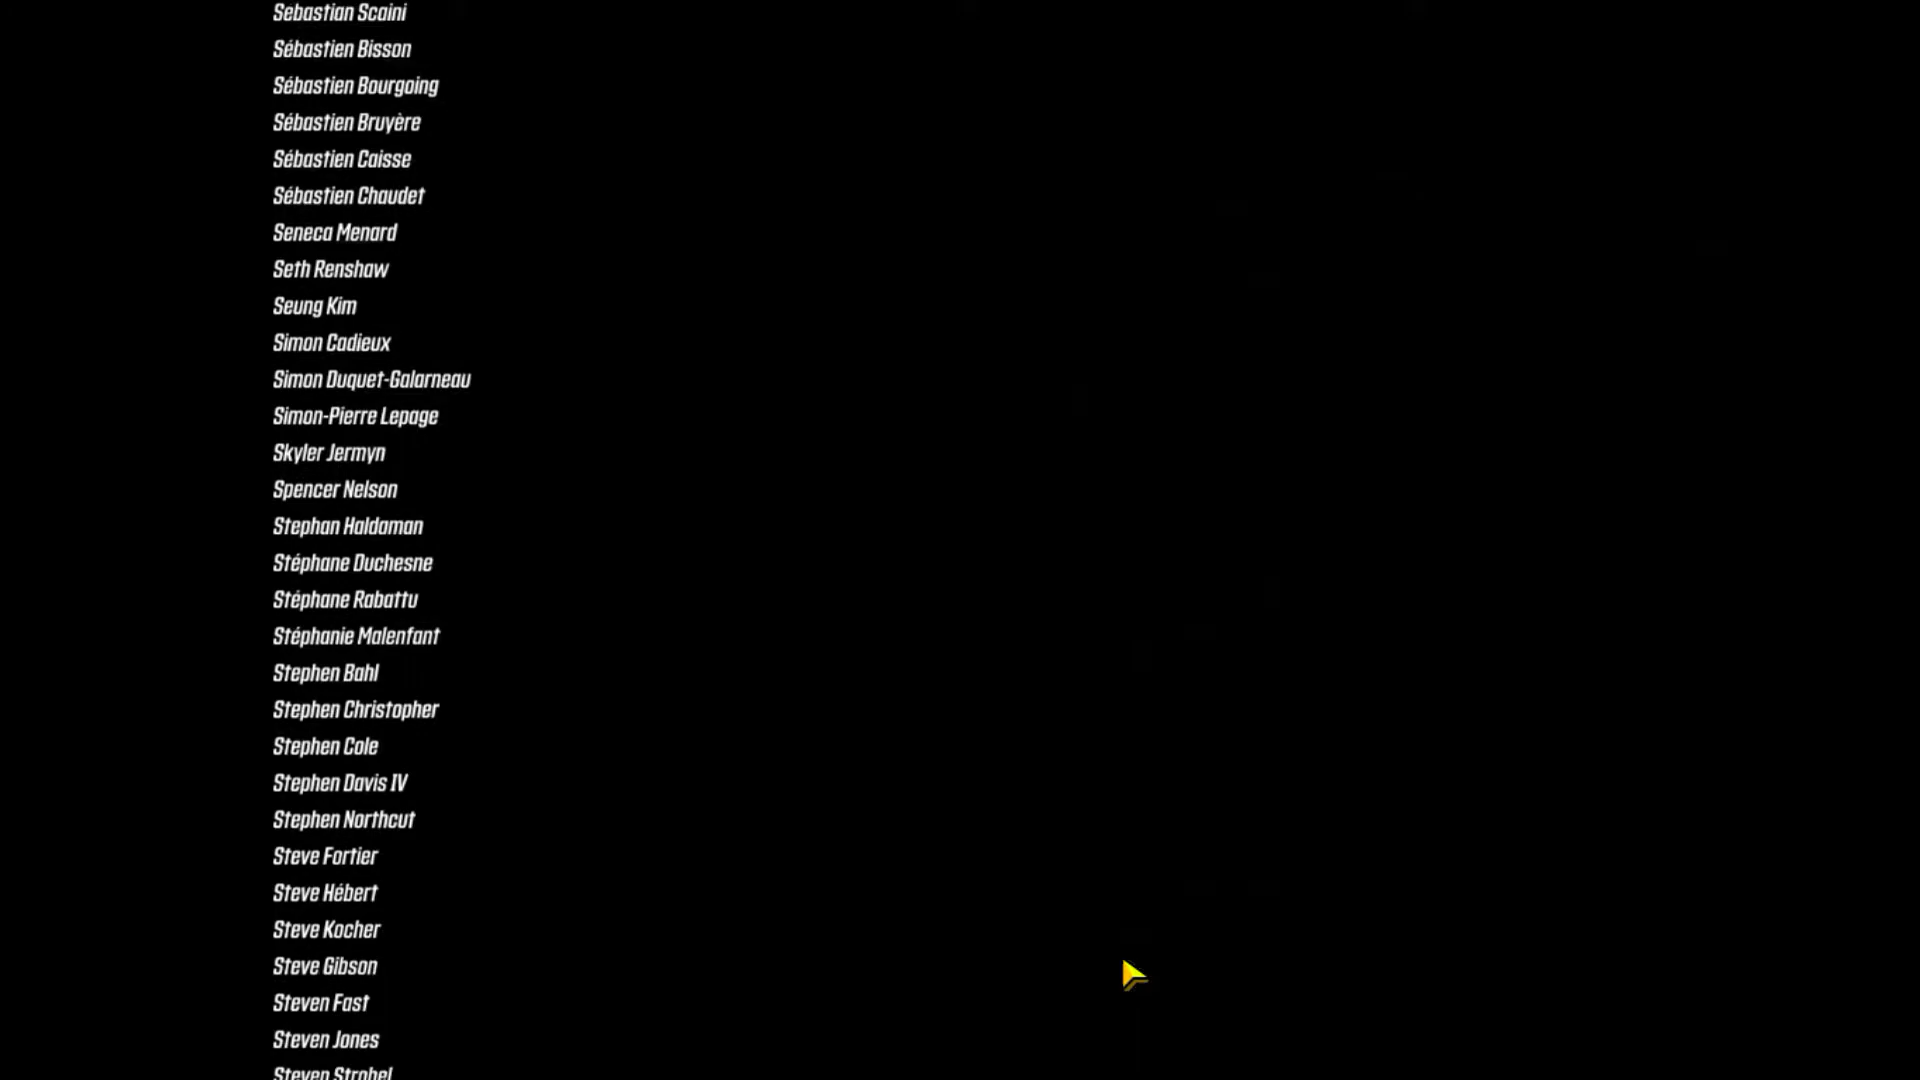 Sebastian Scaini
Sébastien Bisson
Sébastien Bourgoing
Sébastien Bruyère
Sébastien Caisse
Sébastien Chaudet
Seneca Menard
Seth Renshaw
Seung Kim
Simon Cadieux
Simon Duquet-Galarneau
Simon-Pierre Lepage
Skyler Jermyn
Spencer Nelson
Stephan Haldaman
Stéphane Duchesne
Stéphane Rabattu
Stéphanie Malenfant
Stephen Bahl
Stephen Christopher
Stephen Cole
Stephen Davis IV
Stephen Northcut
Steve Fortier
Steve Hébert
Steve Kocher
Steve Gibson
Steven Fast
Steven Jones
Steven Strobel